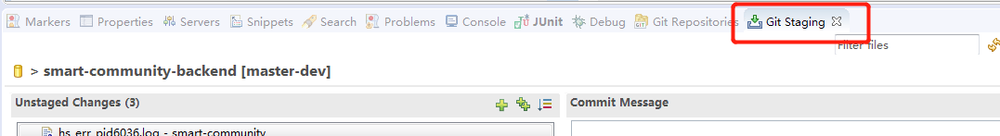 Markers Properties Servers Snippets Search Problems Console JUnit Debug Git Repositories Git Staging
Filter files
> smart-community-backend [master-dev]
Unstaged Changes (3) Commit Message
hs_err_pid6036.log - smart-community